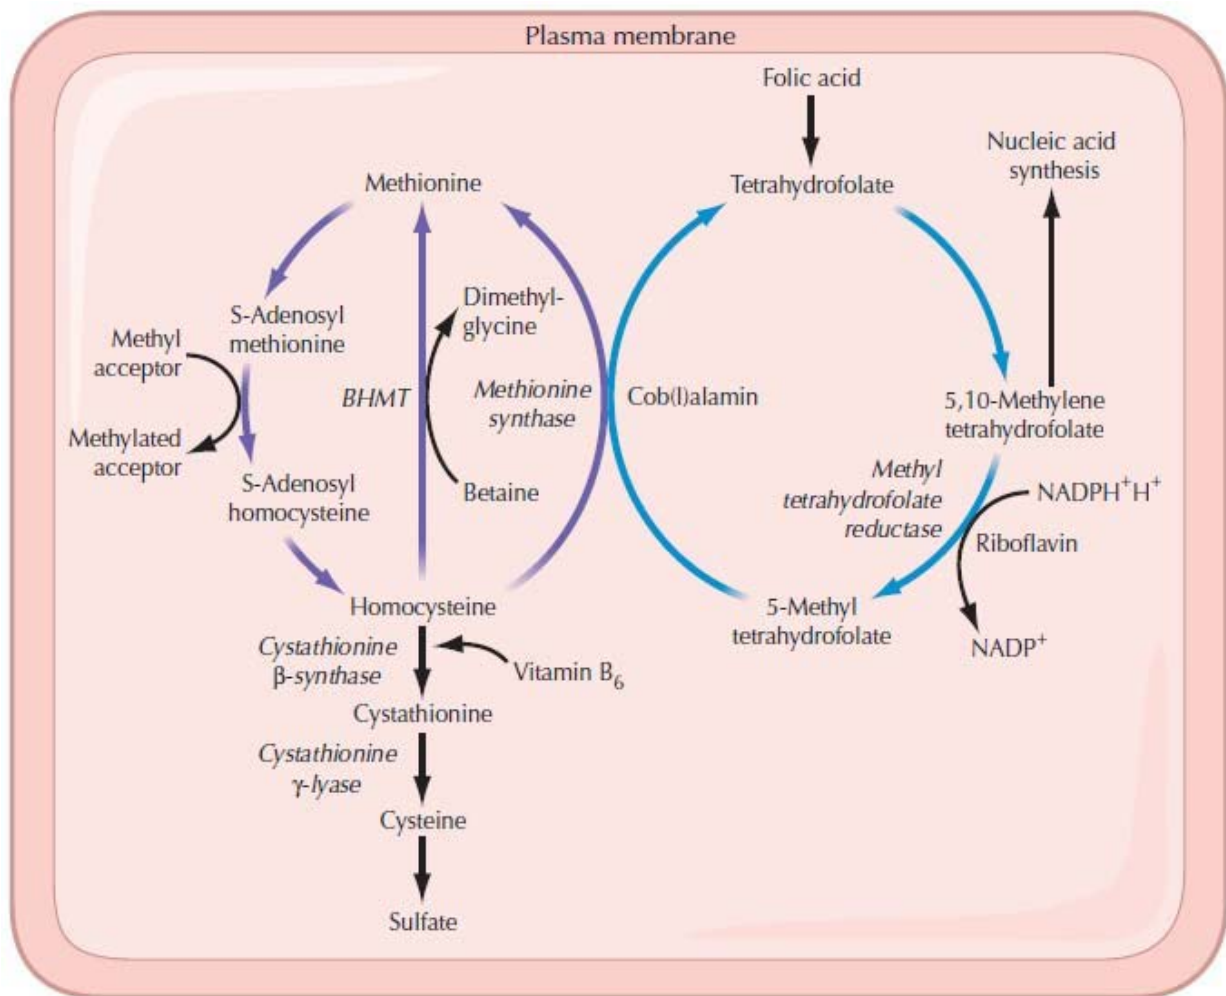 Plasma membrane
Folic acid
Nucleic acid
synthesis
Methionine
Tetrahydrofolate
S-Adenosyl
methionine
Methyl
acceptor
Dimethyl-
glycine
BHMT
Methionine
synthase
Cob(I)alamin
5,10-Methylene
tetrahydrofolate
Methylated
acceptor
S-Adenosyl
homocysteine
Betaine
Methyl
tetrahydrofolate
reductase
NADPH⁺H⁺
Riboflavin
Homocysteine
5-Methyl
tetrahydrofolate
NADP⁺
Cystathionine
β-synthase
Vitamin B₆
Cystathionine
Cystathionine
γ-lyase
Cysteine
Sulfate